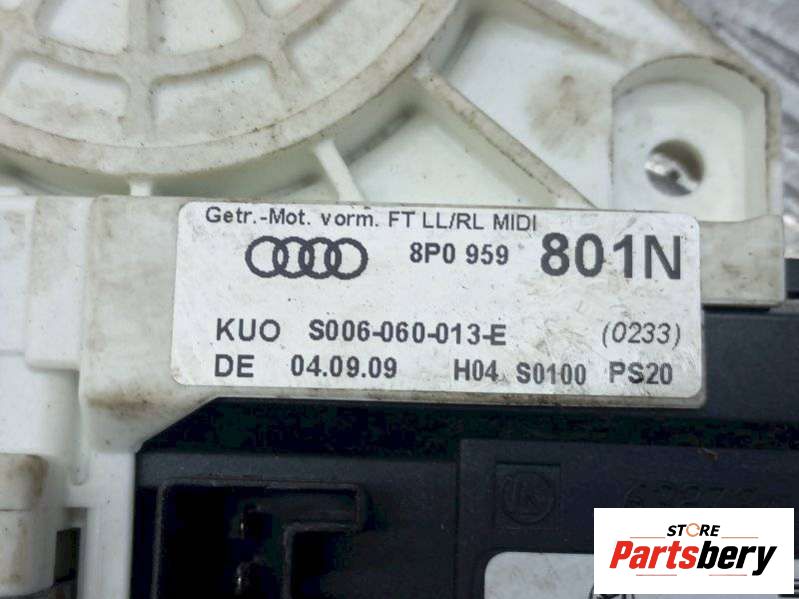 Getr.-Mot. vorm. FT LL/RL MIDI
8P0 959 801N
KUO S006-060-013-E (0233)
DE 04.09.09 H04 S0100 PS20
STORE
Partsbery